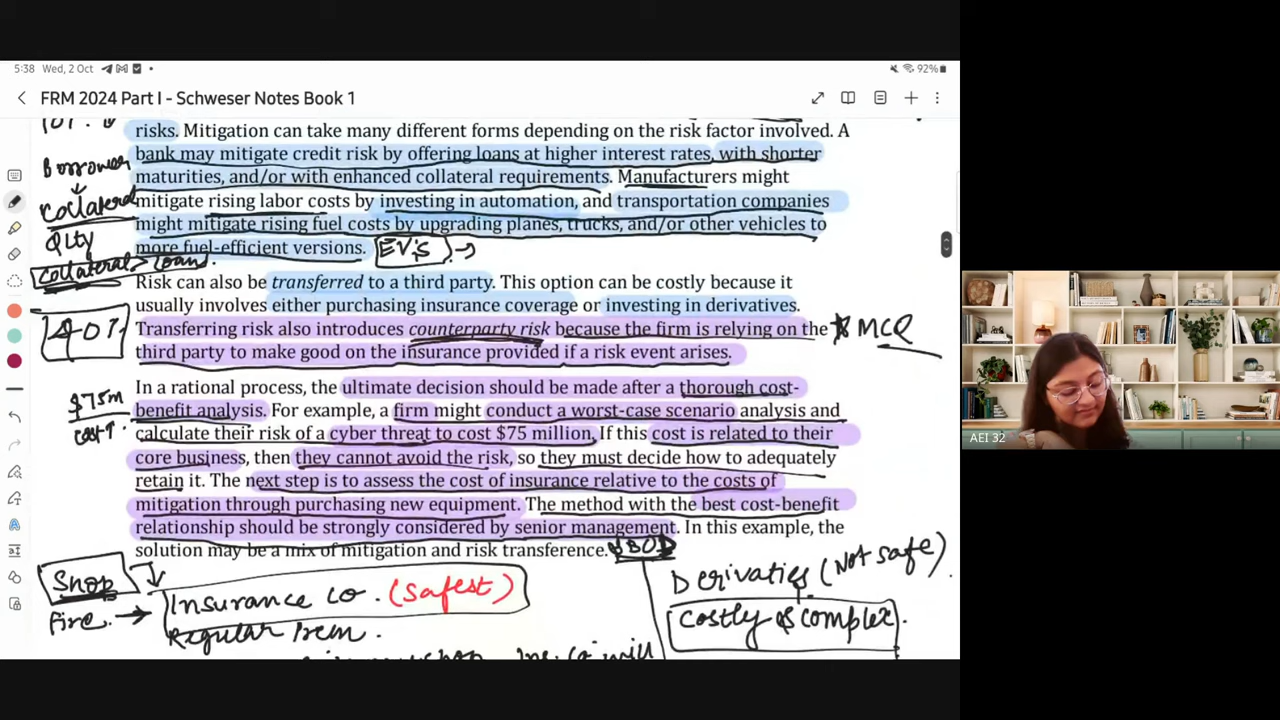 5:38 Wed, 2 Oct
92%
FRM 2024 Part I - Schweser Notes Book 1
risks. Mitigation can take many different forms depending on the risk factor involved. A
bank may mitigate credit risk by offering loans at higher interest rates, with shorter
maturities, and/or with enhanced collateral requirements. Manufacturers might
mitigate rising labor costs by investing in automation, and transportation companies
might mitigate rising fuel costs by upgrading planes, trucks, and/or other vehicles to
more fuel-efficient versions. EV's
Borrower
Collateral
Qlty
Collateral > Loan.
Risk can also be transferred to a third party. This option can be costly because it
usually involves either purchasing insurance coverage or investing in derivatives.
Transferring risk also introduces counterparty risk because the firm is relying on the
third party to make good on the insurance provided if a risk event arises.
MCQ
In a rational process, the ultimate decision should be made after a thorough cost-
benefit analysis. For example, a firm might conduct a worst-case scenario analysis and
calculate their risk of a cyber threat to cost $75 million. If this cost is related to their
core business, then they cannot avoid the risk, so they must decide how to adequately
retain it. The next step is to assess the cost of insurance relative to the costs of
mitigation through purchasing new equipment. The method with the best cost-benefit
relationship should be strongly considered by senior management. In this example, the
solution may be a mix of mitigation and risk transference.
$75m
cost↑
BOD
Shop
Fire. →
Insurance co. (Safest)
Regular Prem.
Derivaties (Not safe).
Costly & complex.
Ins. co will
AEI 32